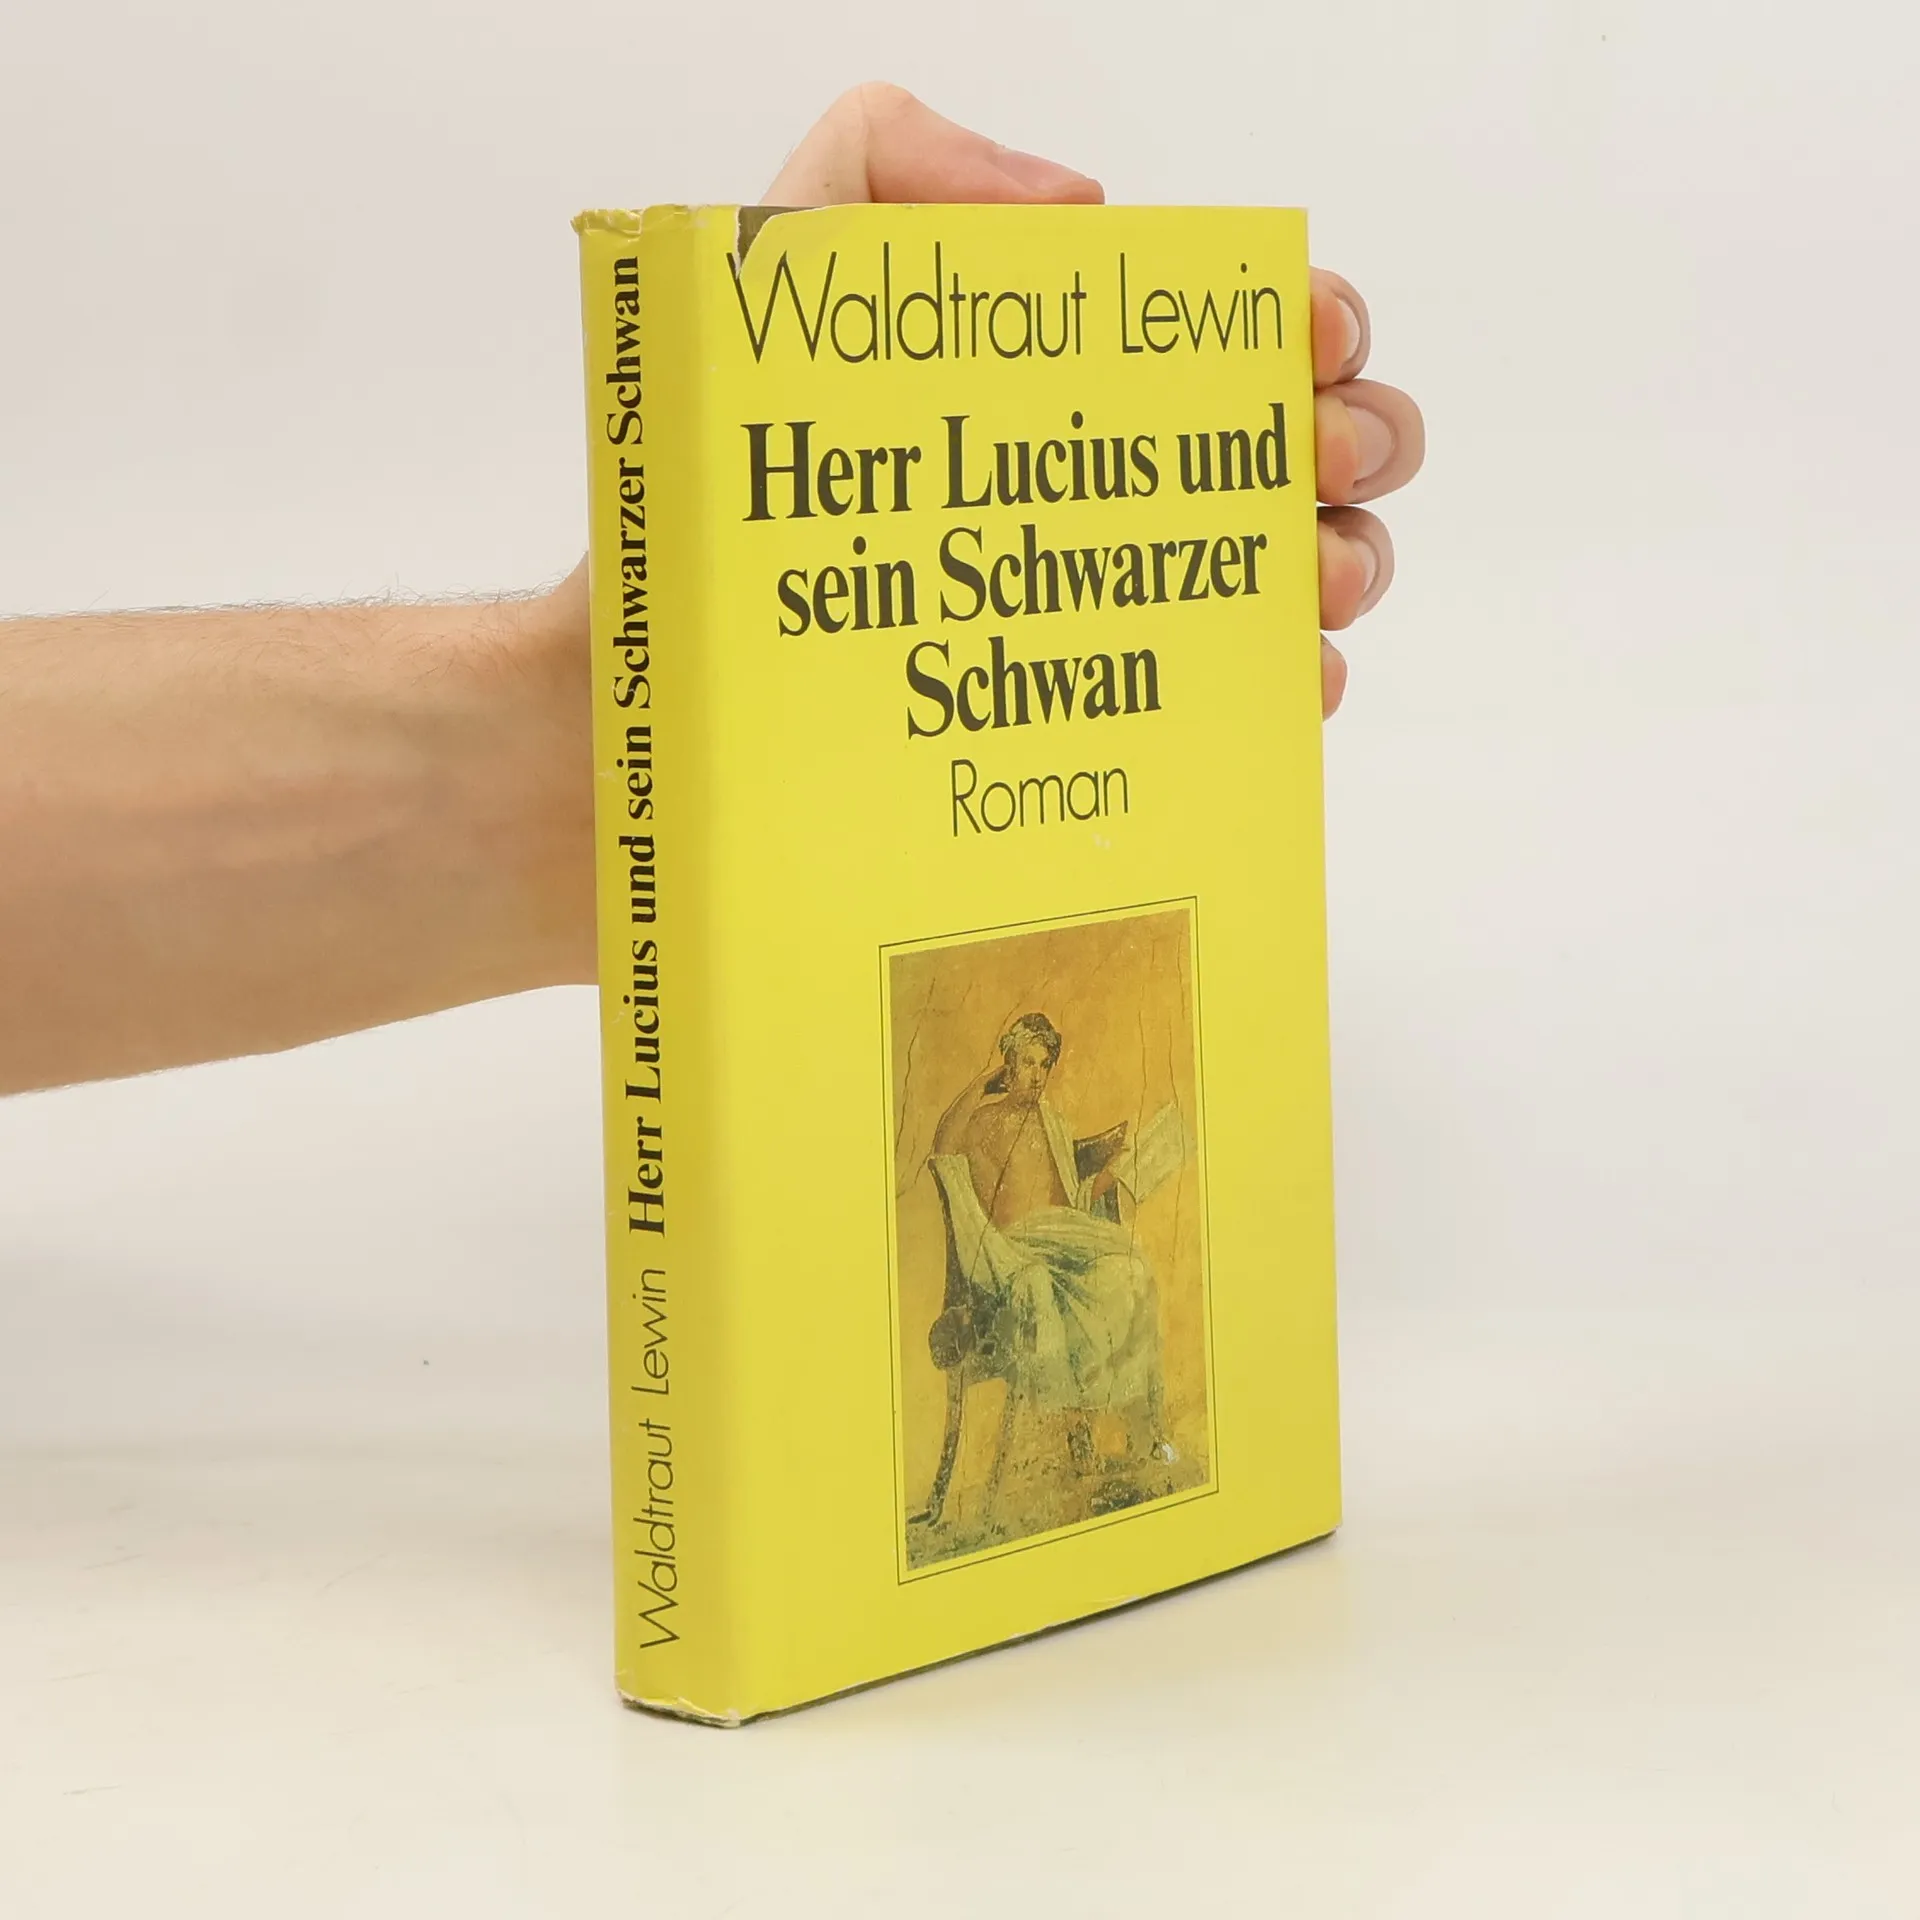 Waldtraut Lewin
Herr Lucius und
sein Schwarzer
Schwan
Roman
Waldtraut Lewin Herr Lucius und sein Schwarzer Schwan